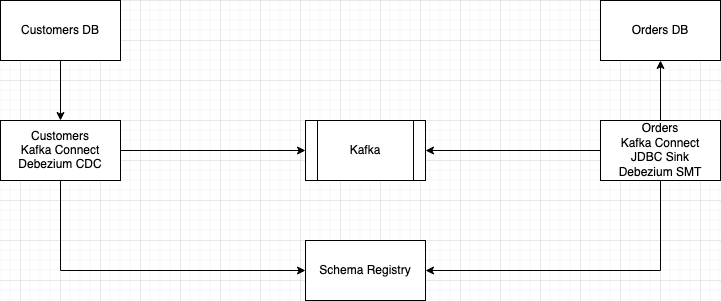 Customers DB
Orders DB
Customers
Kafka Connect
Debezium CDC
Kafka
Orders
Kafka Connect
JDBC Sink
Debezium SMT
Schema Registry